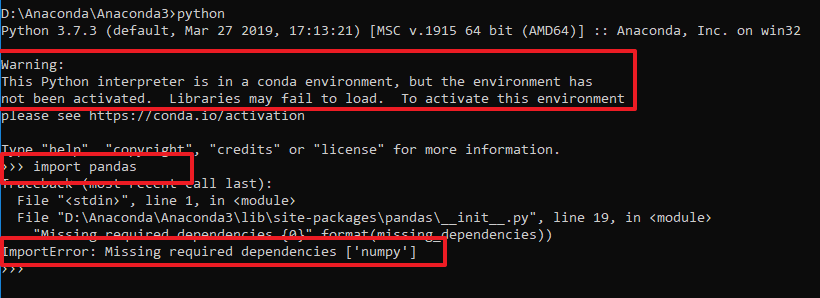 D:\Anaconda\Anaconda3>python
Python 3.7.3 (default, Mar 27 2019, 17:13:21) [MSC v.1915 64 bit (AMD64)] :: Anaconda, Inc. on win32
Warning:
This Python interpreter is in a conda environment, but the environment has
not been activated.  Libraries may fail to load.  To activate this environment
please see https://conda.io/activation
Type "help", "copyright", "credits" or "license" for more information.
>>> import pandas
Traceback (most recent call last):
  File "<stdin>", line 1, in <module>
  File "D:\Anaconda\Anaconda3\lib\site-packages\pandas\__init__.py", line 19, in <module>
    "Missing required dependencies {0}".format(missing_dependencies))
ImportError: Missing required dependencies ['numpy']
>>>